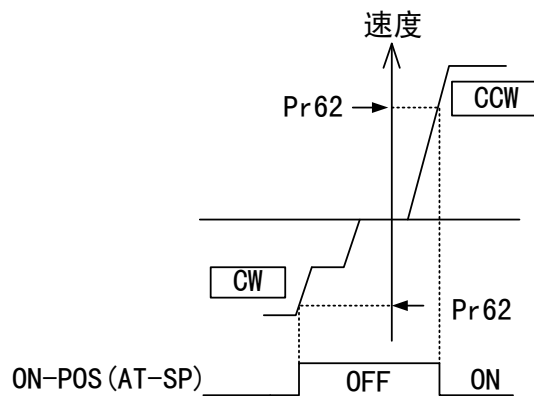 速度
Pr62
CCW
CW
Pr62
ON-POS(AT-SP)
OFF
ON